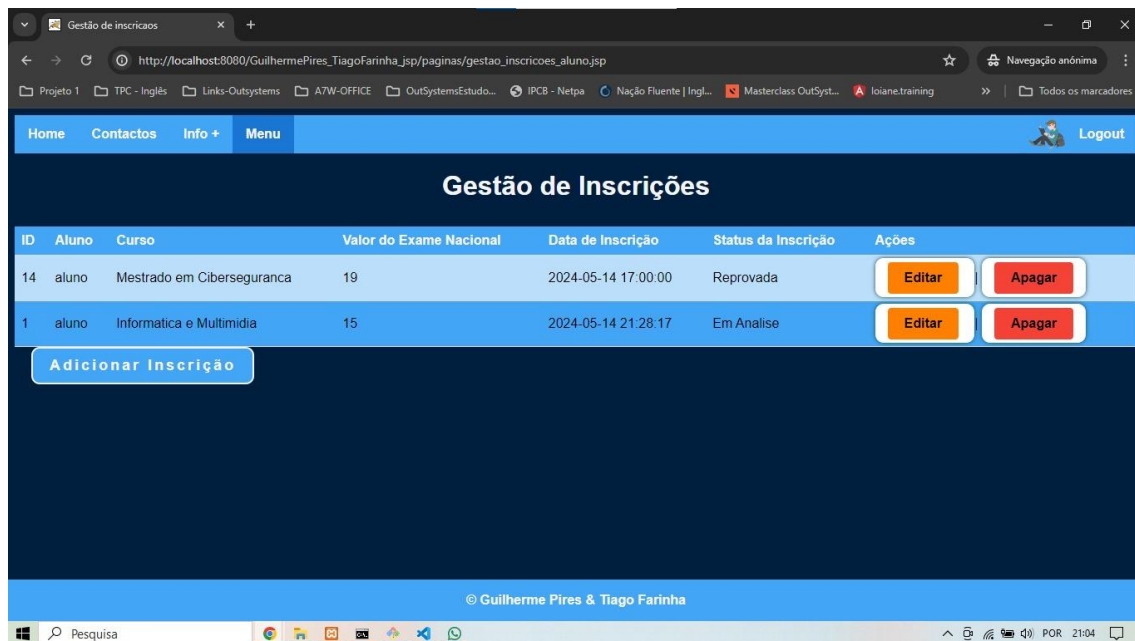 Gestão de inscricaos
http://localhost:8080/GuilhermePires_TiagoFarinha_jsp/paginas/gestao_inscricoes_aluno.jsp
Navegação anónima
Projeto 1 TPC - Inglês Links-Outsystems A7W-OFFICE OutSystemsEstudo... IPCB - Netpa Nação Fluente | Ingl... Masterclass OutSyst... loiane.training » Todos os marcadores
Home Contactos Info + Menu Logout
Gestão de Inscrições
ID Aluno Curso Valor do Exame Nacional Data de Inscrição Status da Inscrição Ações
14 aluno Mestrado em Ciberseguranca 19 2024-05-14 17:00:00 Reprovada Editar | Apagar
1 aluno Informatica e Multimidia 15 2024-05-14 21:28:17 Em Analise Editar | Apagar
Adicionar Inscrição
© Guilherme Pires & Tiago Farinha
Pesquisa POR 21:04